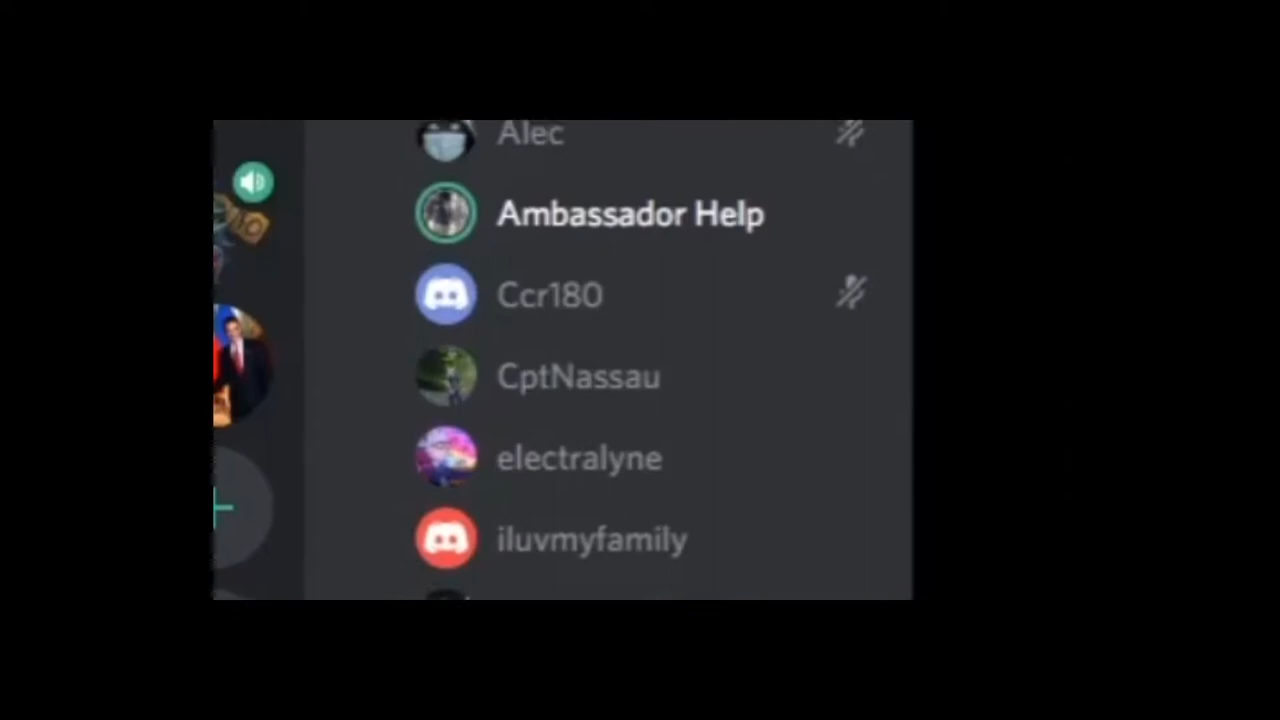 Alec
Ambassador Help
Ccr180
CptNassau
electralyne
iluvmyfamily